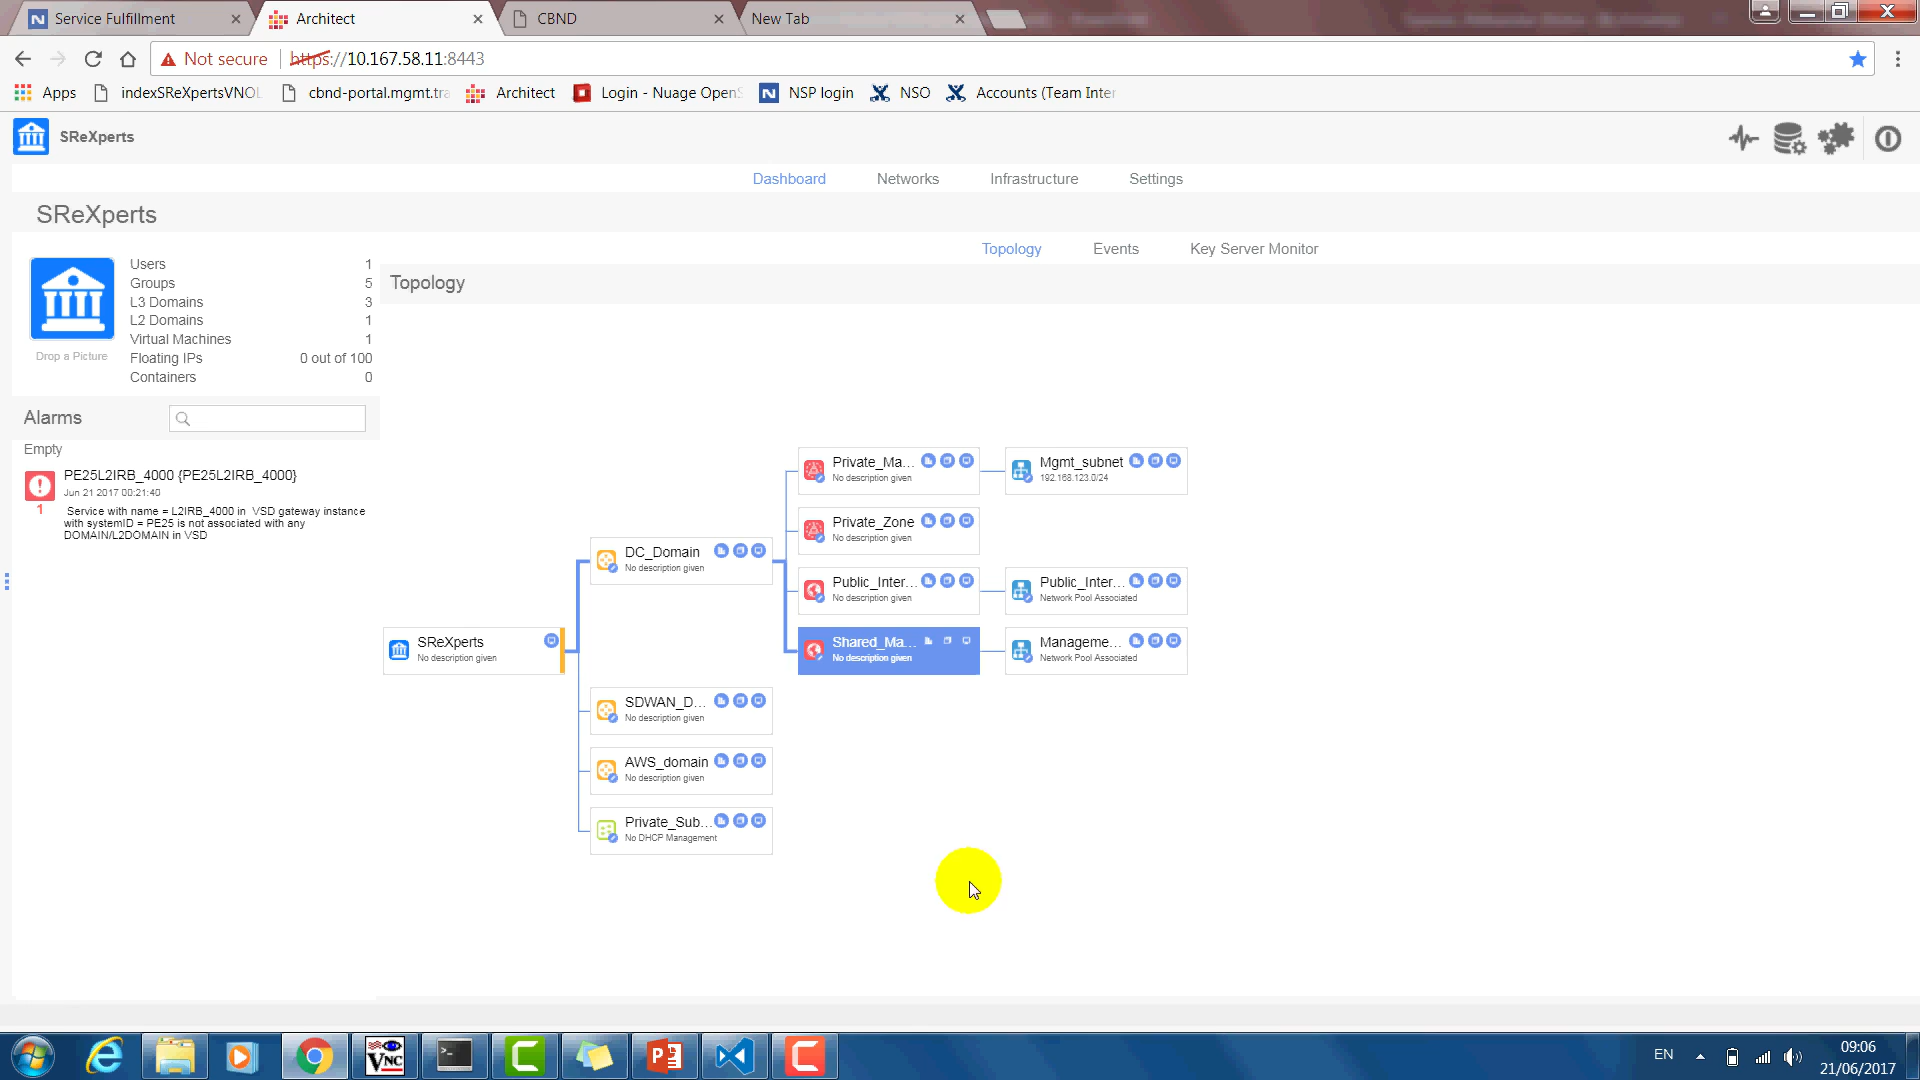 Service Fulfillment
Architect
CBND
New Tab
Not secure
https://10.167.58.11:8443
Apps
indexSReXpertsVNO
cbnd-portal.mgmt.tra
Architect
Login - Nuage OpenS
NSP login
NSO
Accounts (Team Inter
SReXperts
Dashboard
Networks
Infrastructure
Settings
SReXperts
Topology
Events
Key Server Monitor
Users 1
Groups 5
L3 Domains 3
L2 Domains 1
Virtual Machines 1
Floating IPs 0 out of 100
Containers 0
Drop a Picture
Topology
Alarms
Empty
PE25L2IRB_4000 {PE25L2IRB_4000}
Jun 21 2017 00:21:40
1
Service with name = L2IRB_4000 in VSD gateway instance
with systemID = PE25 is not associated with any
DOMAIN/L2DOMAIN in VSD
SReXperts
No description given
DC_Domain
No description given
SDWAN_D...
No description given
AWS_domain
No description given
Private_Sub...
No DHCP Management
Private_Ma...
No description given
Private_Zone
No description given
Public_Inter...
No description given
Shared_Ma...
No description given
Mgmt_subnet
192.168.123.0/24
Public_Inter...
Network Pool Associated
Manageme...
Network Pool Associated
VNC
EN
09:06
21/06/2017